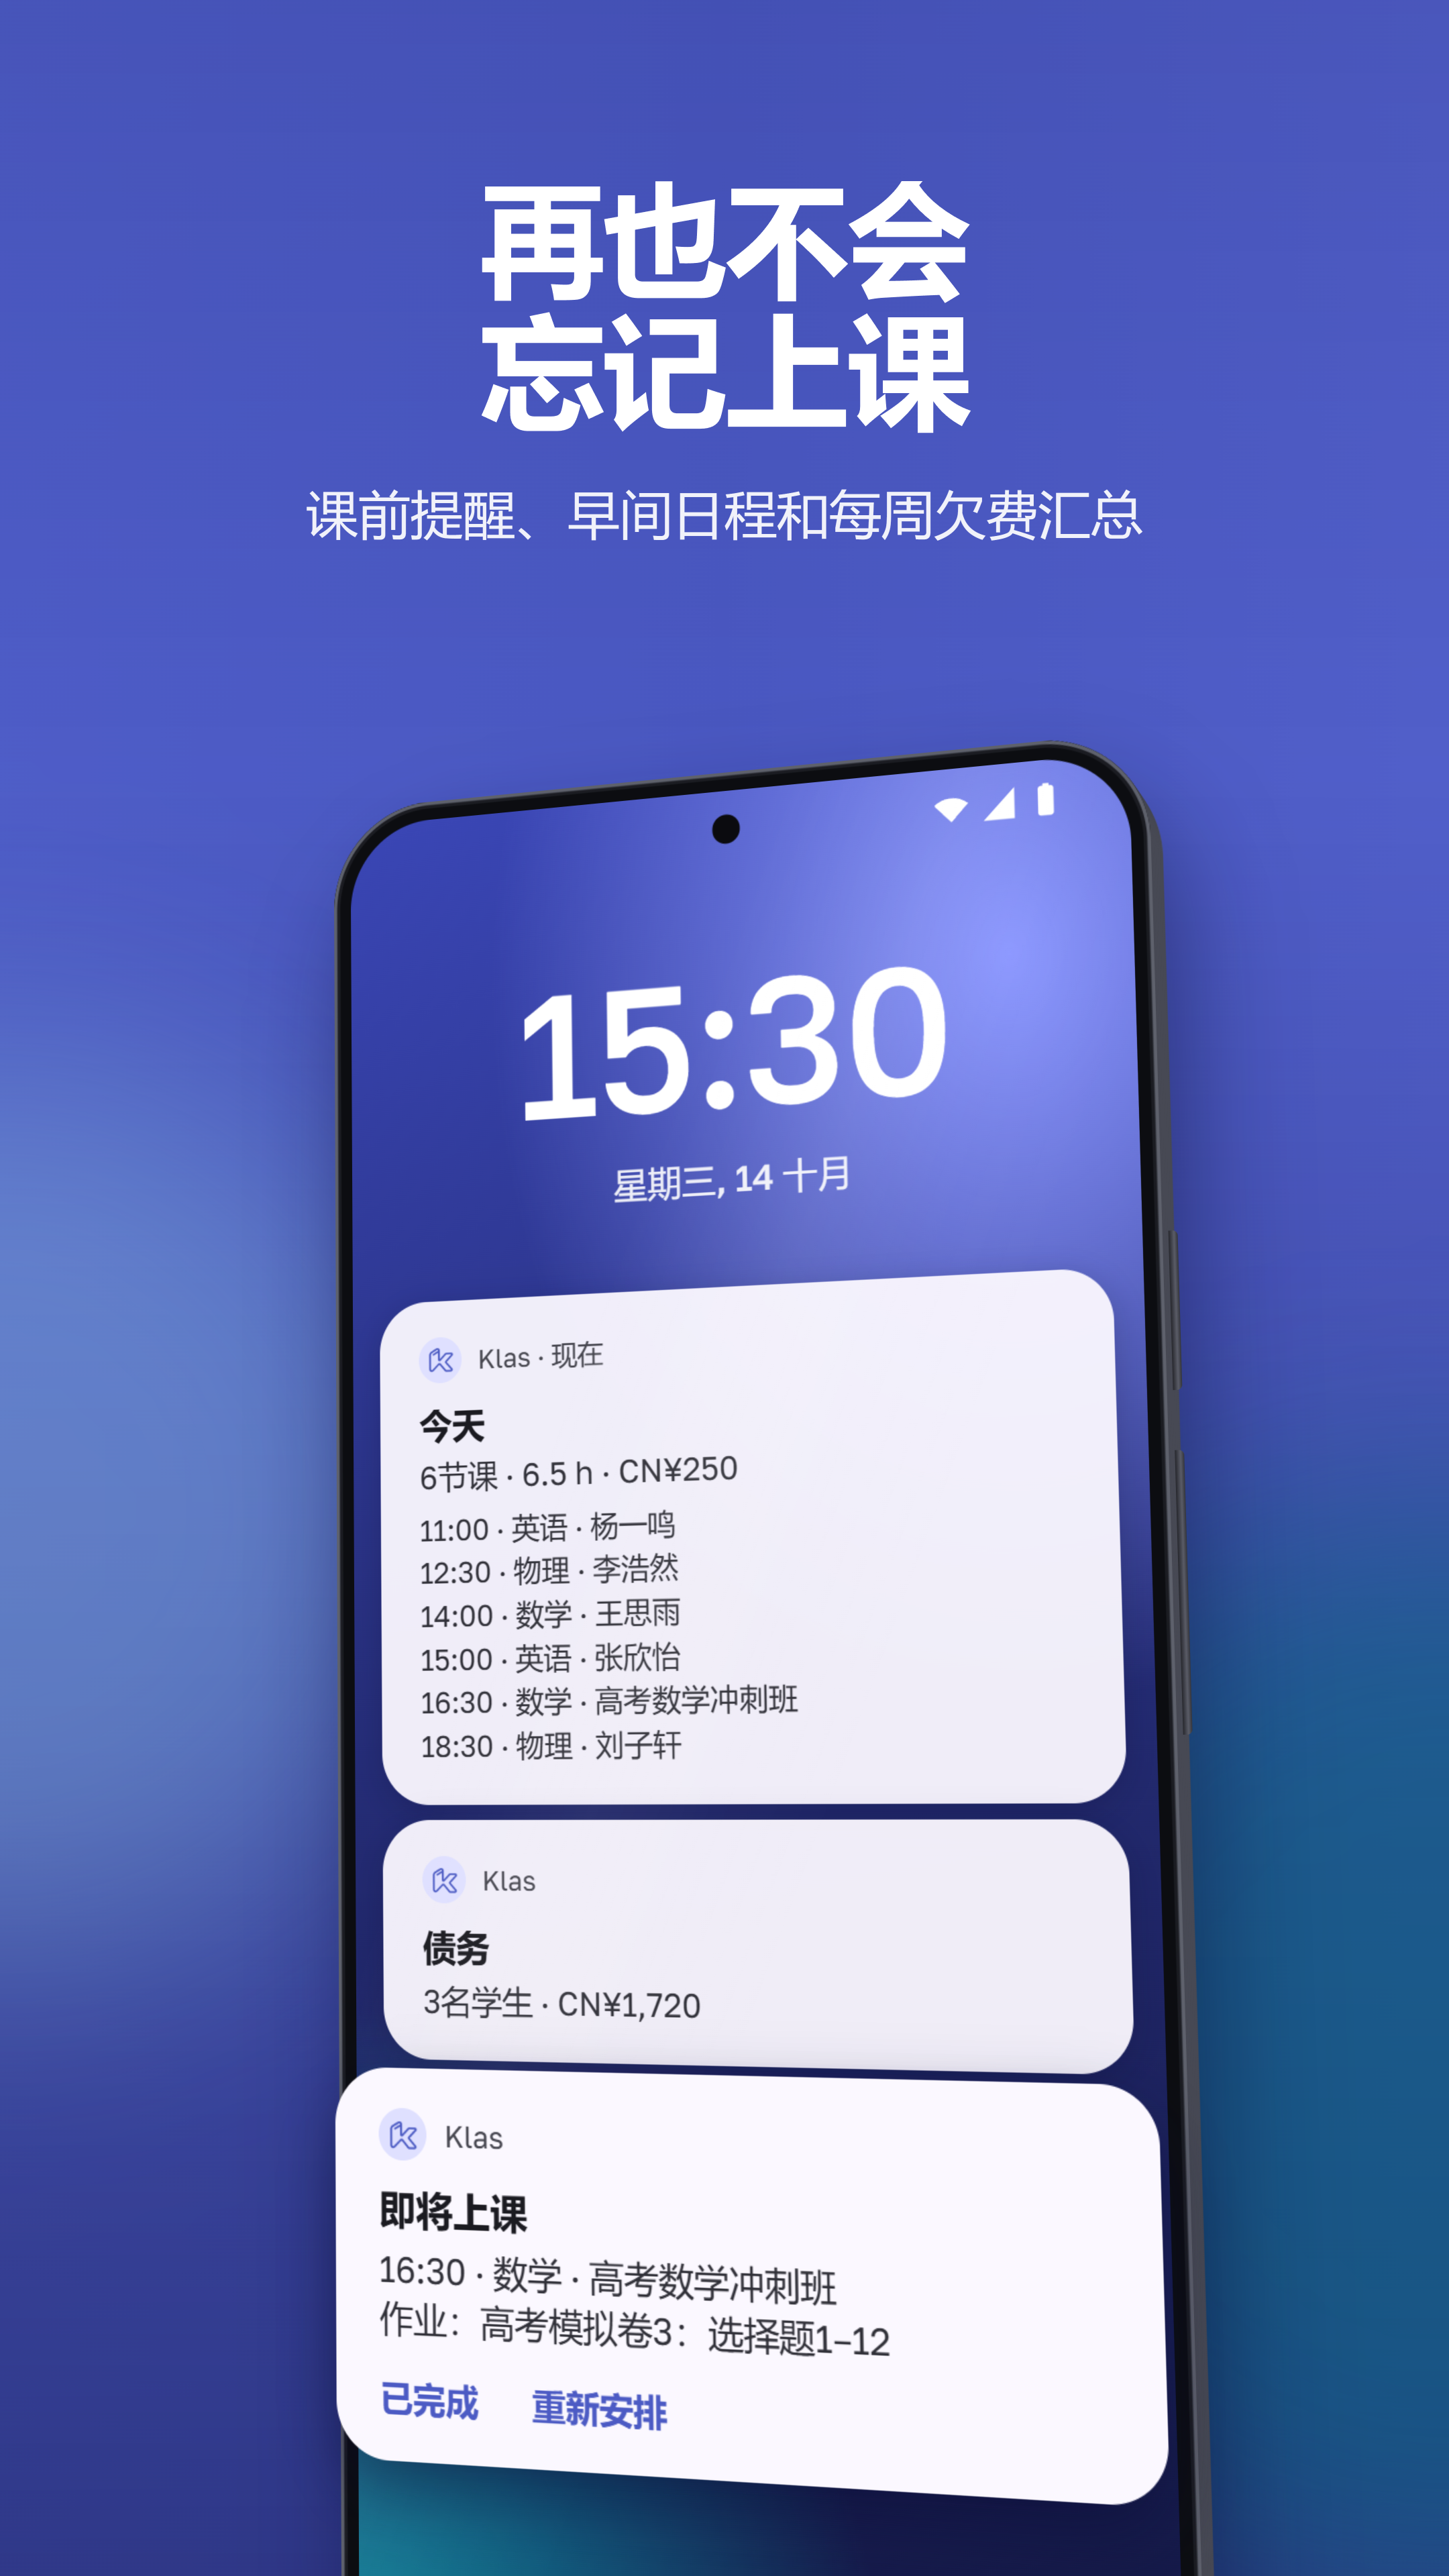 再也不会
忘记上课
课前提醒、早间日程和每周欠费汇总
15:30
星期三, 14 十月
Klas · 现在
今天
6节课 · 6.5 h · CN¥250
11:00 · 英语 · 杨一鸣
12:30 · 物理 · 李浩然
14:00 · 数学 · 王思雨
15:00 · 英语 · 张欣怡
16:30 · 数学 · 高考数学冲刺班
18:30 · 物理 · 刘子轩
Klas
债务
3名学生 · CN¥1,720
Klas
即将上课
16:30 · 数学 · 高考数学冲刺班
作业：高考模拟卷3：选择题1–12
已完成 重新安排